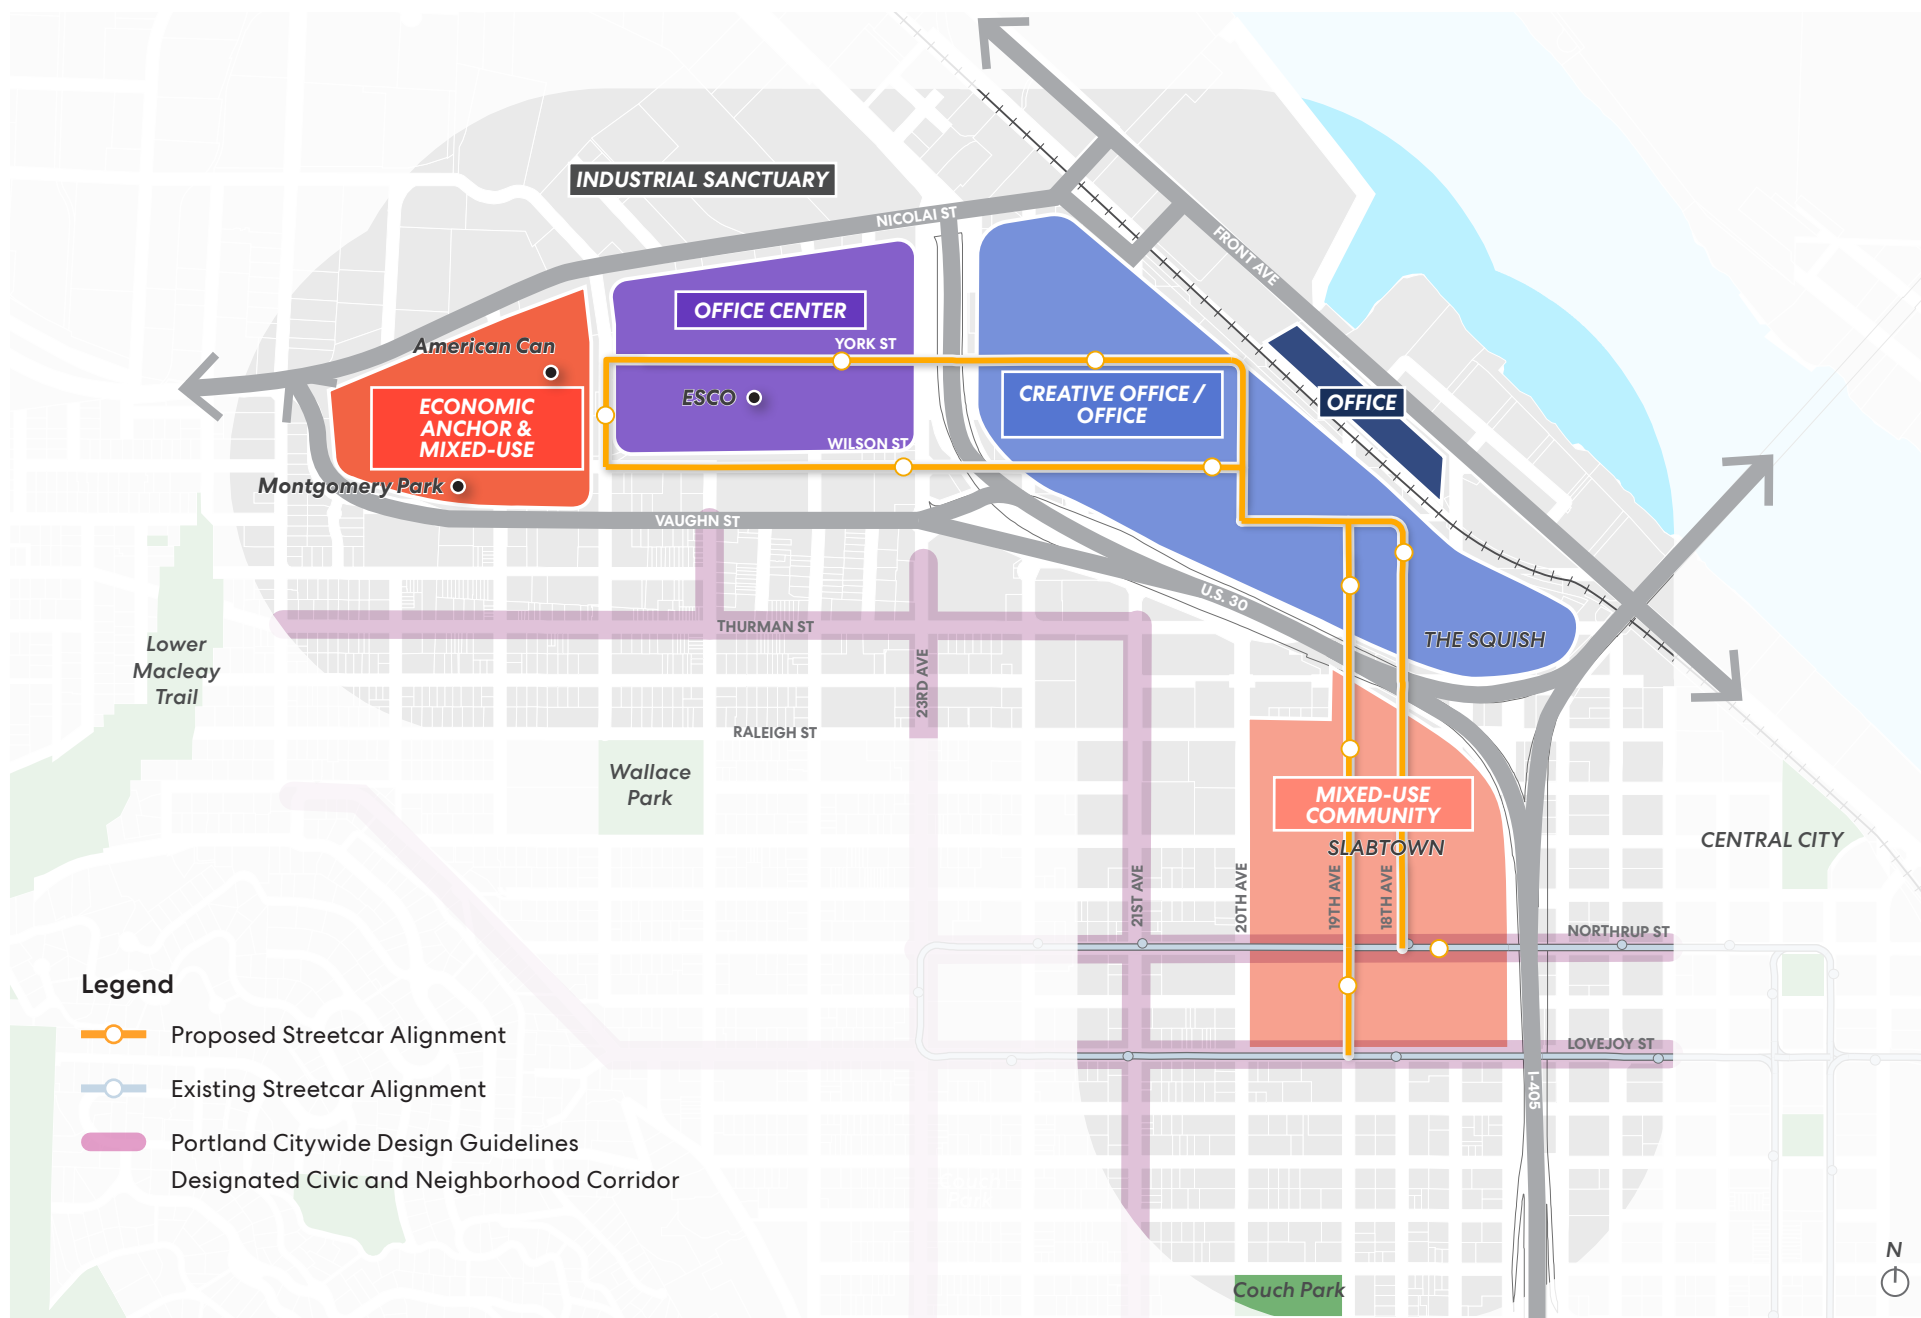 INDUSTRIAL SANCTUARY
NICOLAI ST
FRONT AVE
OFFICE CENTER
YORK ST
American Can
ESCO
ECONOMIC
ANCHOR &
MIXED-USE
CREATIVE OFFICE /
OFFICE
OFFICE
WILSON ST
Montgomery Park
VAUGHN ST
U.S. 30
THURMAN ST
THE SQUISH
Lower
Macleay
Trail
23RD AVE
RALEIGH ST
Wallace
Park
MIXED-USE
COMMUNITY
SLABTOWN
CENTRAL CITY
21ST AVE
20TH AVE
19TH AVE
18TH AVE
NORTHRUP ST
LOVEJOY ST
I-405
Legend
Proposed Streetcar Alignment
Existing Streetcar Alignment
Portland Citywide Design Guidelines
Designated Civic and Neighborhood Corridor
Couch Park
N